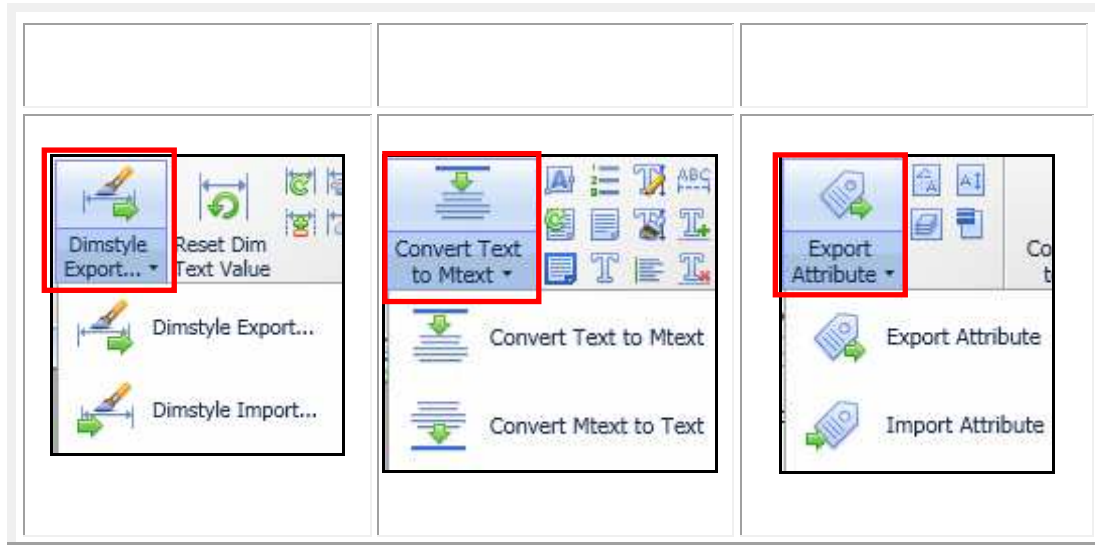 Dimstyle
Export...
Reset Dim
Text Value
Dimstyle Export...
Dimstyle Import...
Convert Text
to Mtext
ABC
Convert Text to Mtext
Convert Mtext to Text
Export
Attribute
Export Attribute
Import Attribute